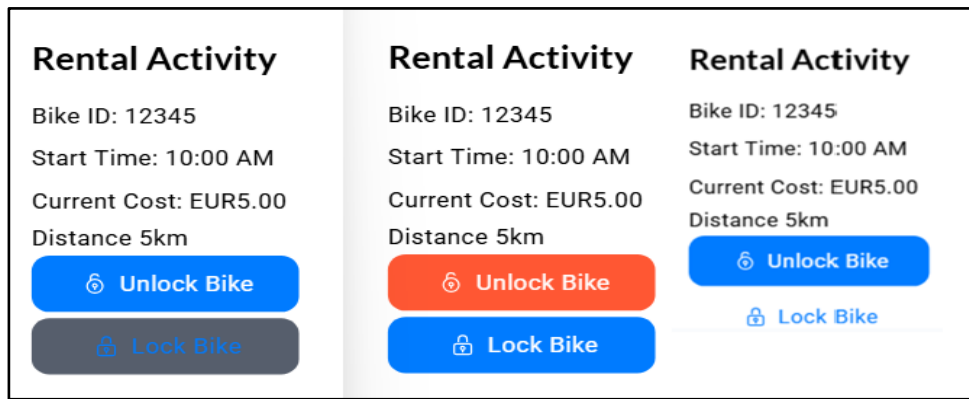 Rental Activity
Bike ID: 12345
Start Time: 10:00 AM
Current Cost: EUR5.00
Distance 5km
Unlock Bike
Lock Bike
Rental Activity
Bike ID: 12345
Start Time: 10:00 AM
Current Cost: EUR5.00
Distance 5km
Unlock Bike
Lock Bike
Rental Activity
Bike ID: 12345
Start Time: 10:00 AM
Current Cost: EUR5.00
Distance 5km
Unlock Bike
Lock Bike